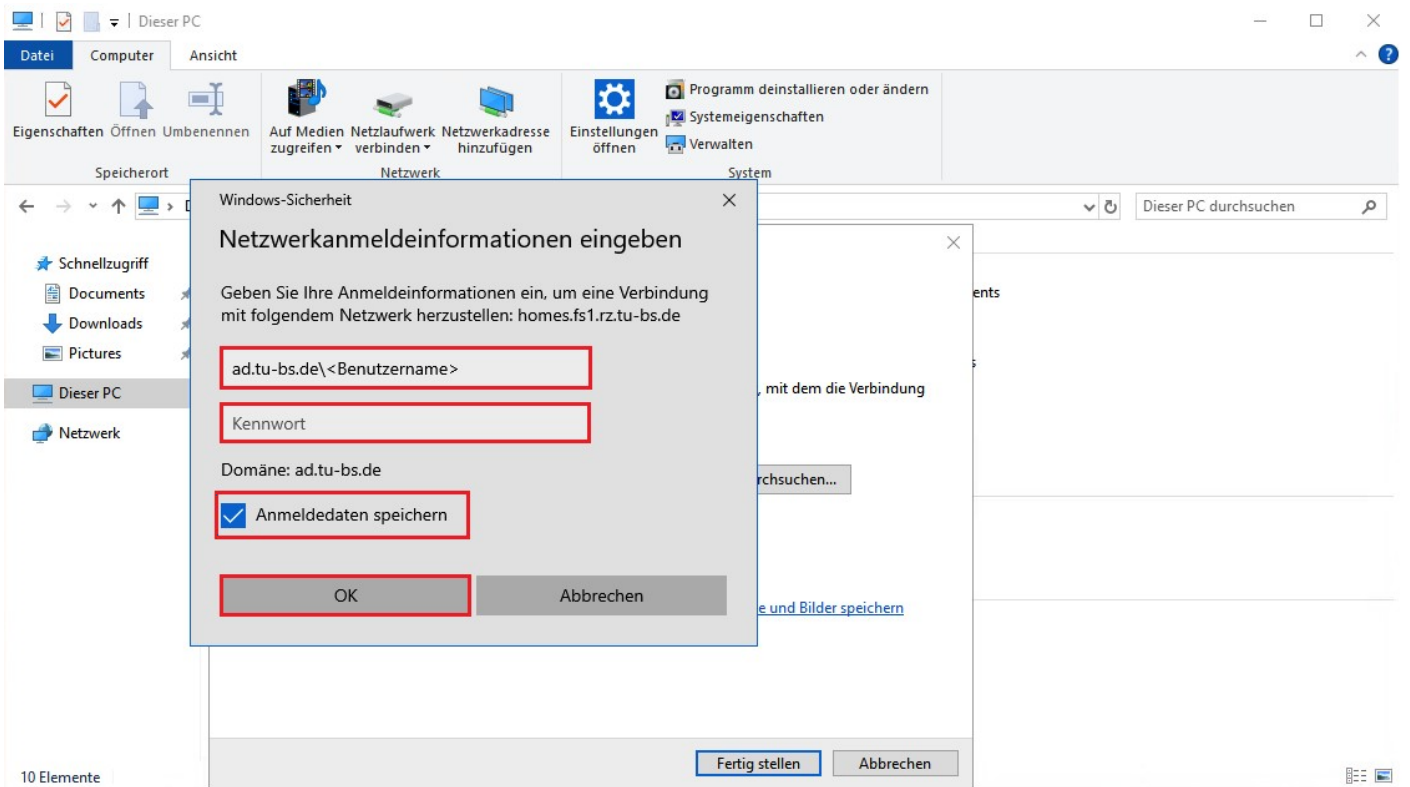 Dieser PC
Datei Computer Ansicht
Eigenschaften Öffnen Umbenennen
Auf Medien zugreifen
Netzlaufwerk verbinden
Netzwerkadresse hinzufügen
Einstellungen öffnen
Programm deinstallieren oder ändern
Systemeigenschaften
Verwalten
Speicherort Netzwerk System
Dieser PC durchsuchen
Schnellzugriff
Documents
Downloads
Pictures
Dieser PC
Netzwerk
Windows-Sicherheit
Netzwerkanmeldeinformationen eingeben
Geben Sie Ihre Anmeldeinformationen ein, um eine Verbindung
mit folgendem Netzwerk herzustellen: homes.fs1.rz.tu-bs.de
ad.tu-bs.de\<Benutzername>
Kennwort
Domäne: ad.tu-bs.de
Anmeldedaten speichern
OK Abbrechen
ents
, mit dem die Verbindung
rchsuchen...
e und Bilder speichern
Fertig stellen Abbrechen
10 Elemente